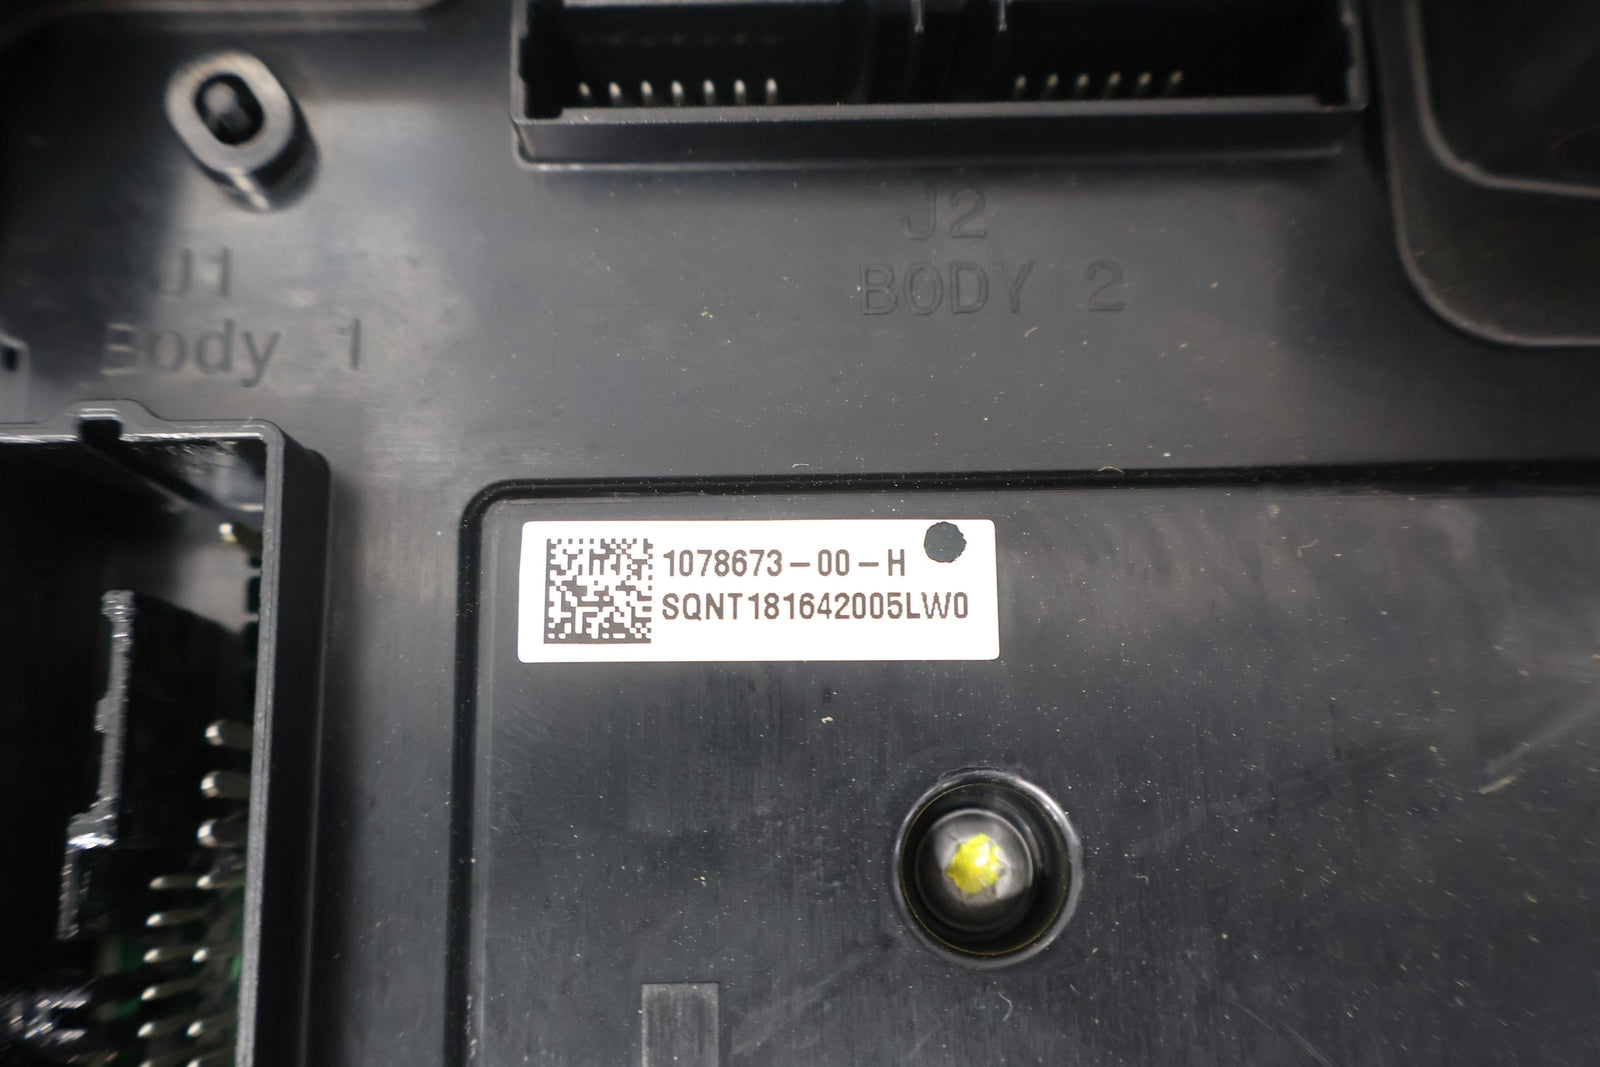 J2
BODY 2
J1
Body 1
1078673-00-H
SQNT181642005LW0